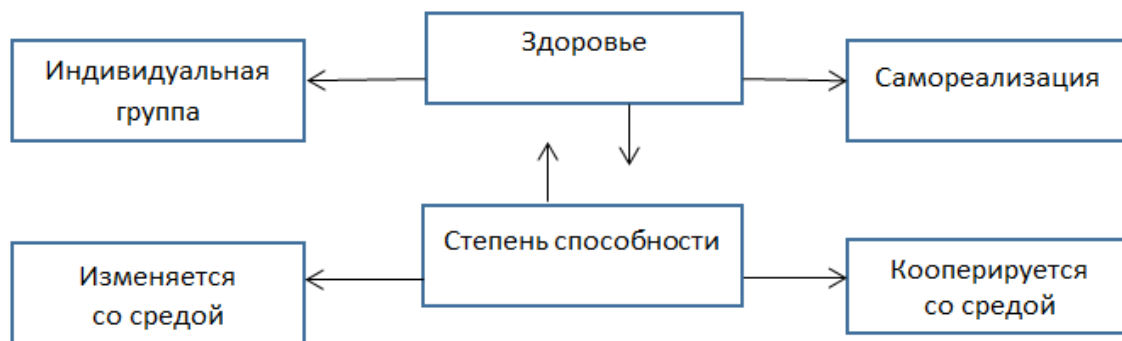 Здоровье
Индивидуальная
группа
Самореализация
Степень способности
Изменяется
со средой
Кооперируется
со средой